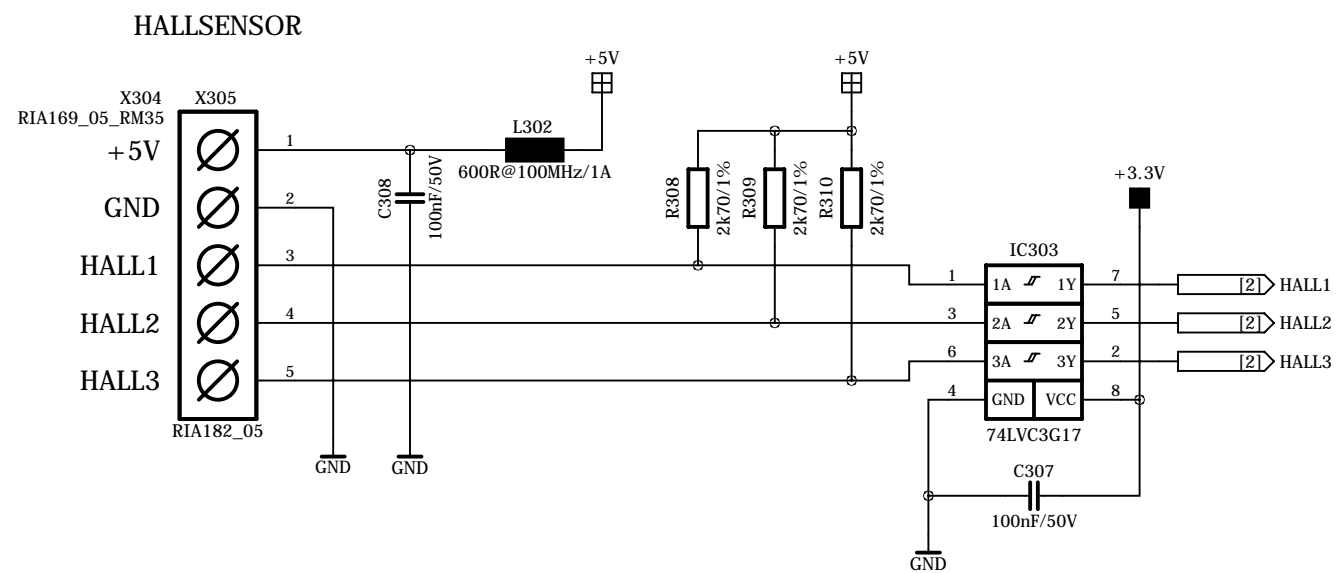 HALLSENSOR
+5V
+5V
X304
X305
RIA169_05_RM35
+5V
1
L302
600R@100MHz/1A
C308
100nF/50V
R308
2k70/1%
R309
2k70/1%
R310
2k70/1%
+3.3V
GND
2
HALL1
3
IC303
1
1A
1Y
7
[2]
HALL1
HALL2
4
3
2A
2Y
5
[2]
HALL2
6
3A
3Y
2
[2]
HALL3
HALL3
5
4
GND
VCC
8
RIA182_05
74LVC3G17
GND
GND
C307
100nF/50V
GND